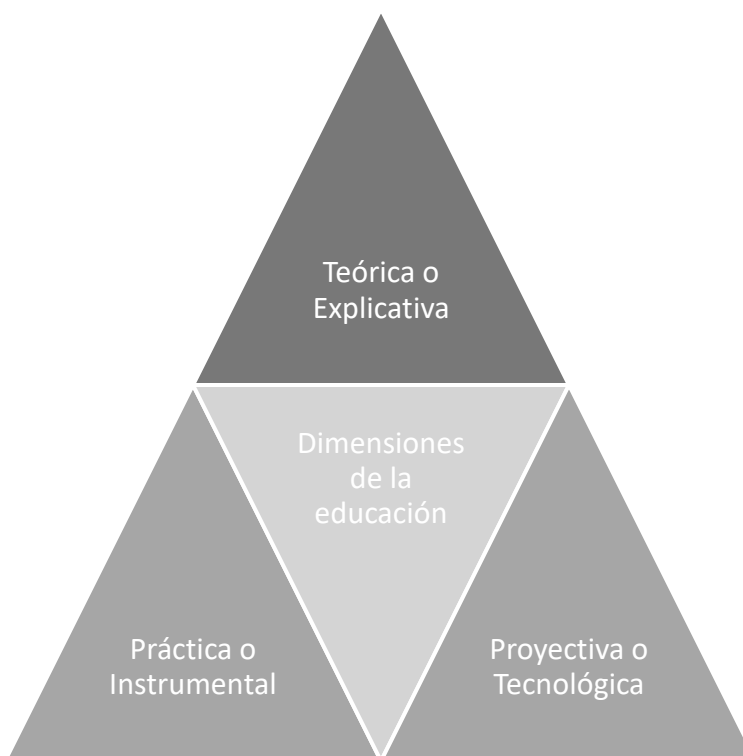 Teórica o
Explicativa
Dimensiones
de la
educación
Práctica o
Instrumental
Proyectiva o
Tecnológica